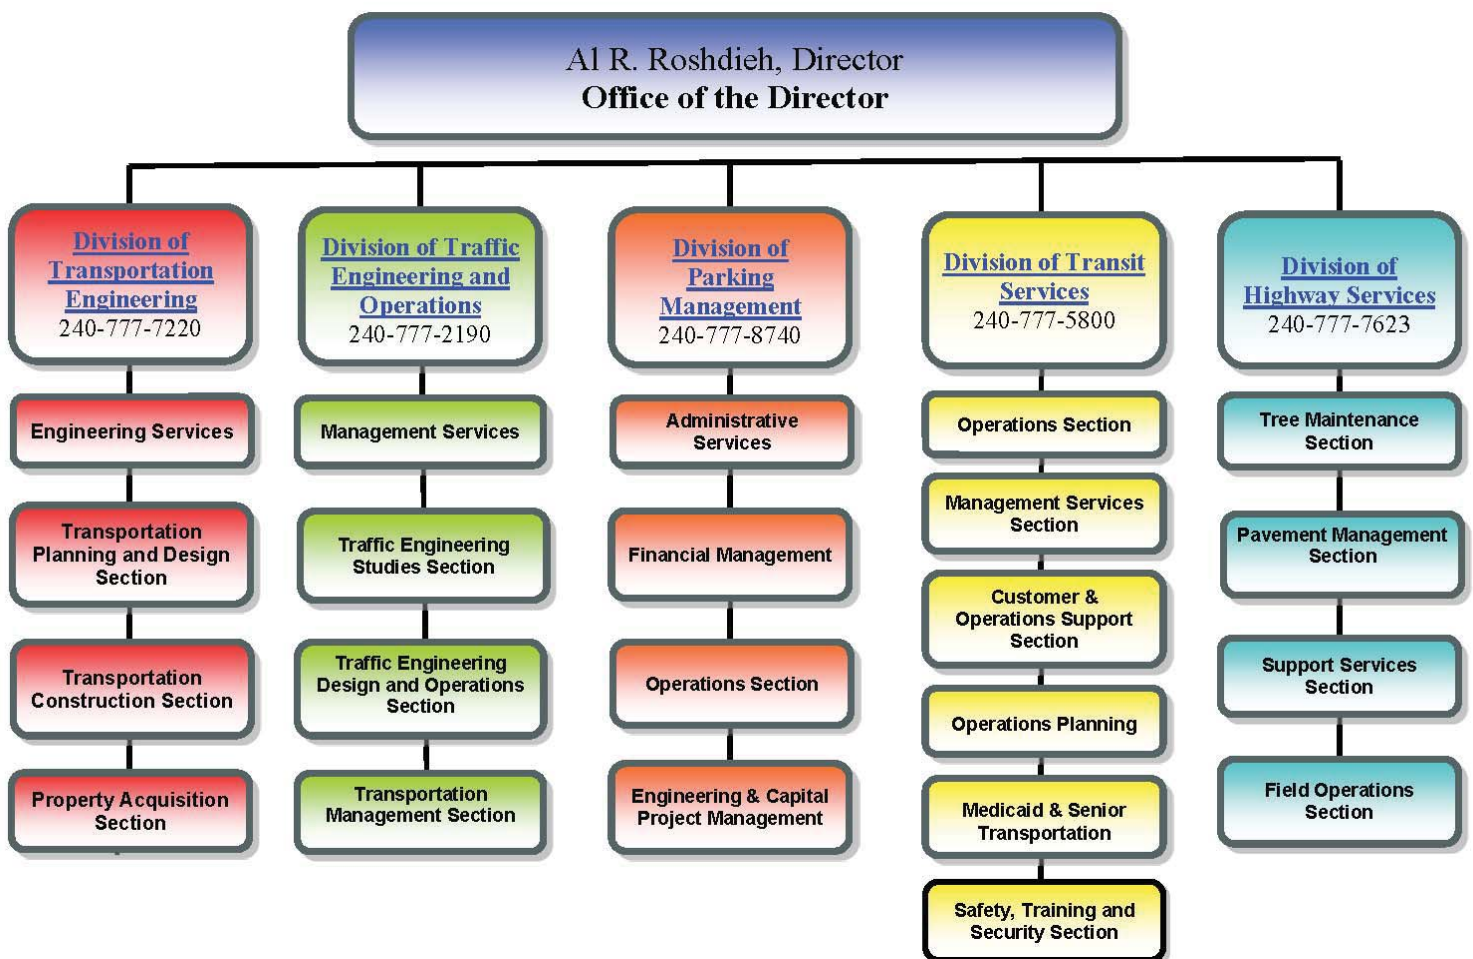 Al R. Roshdieh, Director
Office of the Director
Division of
Transportation
Engineering
240-777-7220
Engineering Services
Transportation
Planning and Design
Section
Transportation
Construction Section
Property Acquisition
Section
Division of Traffic
Engineering and
Operations
240-777-2190
Management Services
Traffic Engineering
Studies Section
Traffic Engineering
Design and Operations
Section
Transportation
Management Section
Division of
Parking
Management
240-777-8740
Administrative
Services
Financial Management
Operations Section
Engineering & Capital
Project Management
Division of Transit
Services
240-777-5800
Operations Section
Management Services
Section
Customer &
Operations Support
Section
Operations Planning
Medicaid & Senior
Transportation
Safety, Training and
Security Section
Division of
Highway Services
240-777-7623
Tree Maintenance
Section
Pavement Management
Section
Support Services
Section
Field Operations
Section